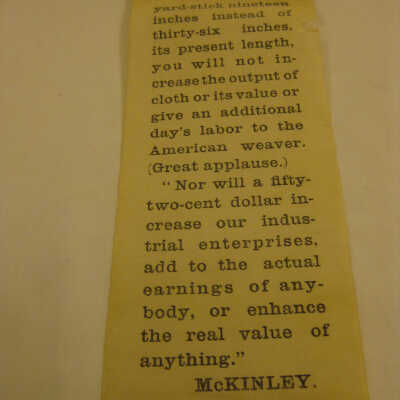 yard-stick nineteen
inches instead of
thirty-six inches,
its present length,
you will not in-
crease the output of
cloth or its value or
give an additional
day's labor to the
American weaver.
(Great applause.)
"Nor will a fifty-
two-cent dollar in-
crease our indus-
trial enterprises,
add to the actual
earnings of any-
body, or enhance
the real value of
anything."
McKINLEY.